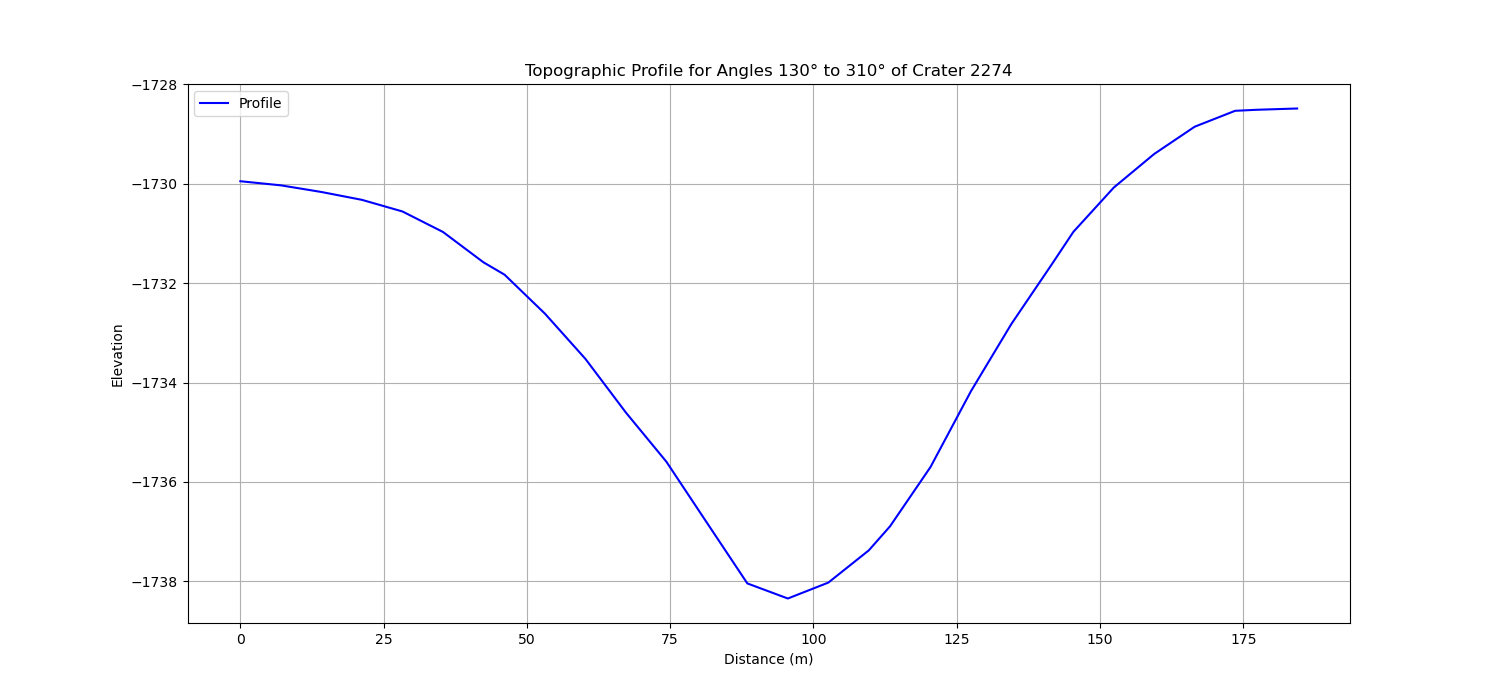 Topographic Profile for Angles 130° to 310° of Crater 2274
−1728
Profile
−1730
−1732
−1734
−1736
−1738
Elevation
0 25 50 75 100 125 150 175
Distance (m)